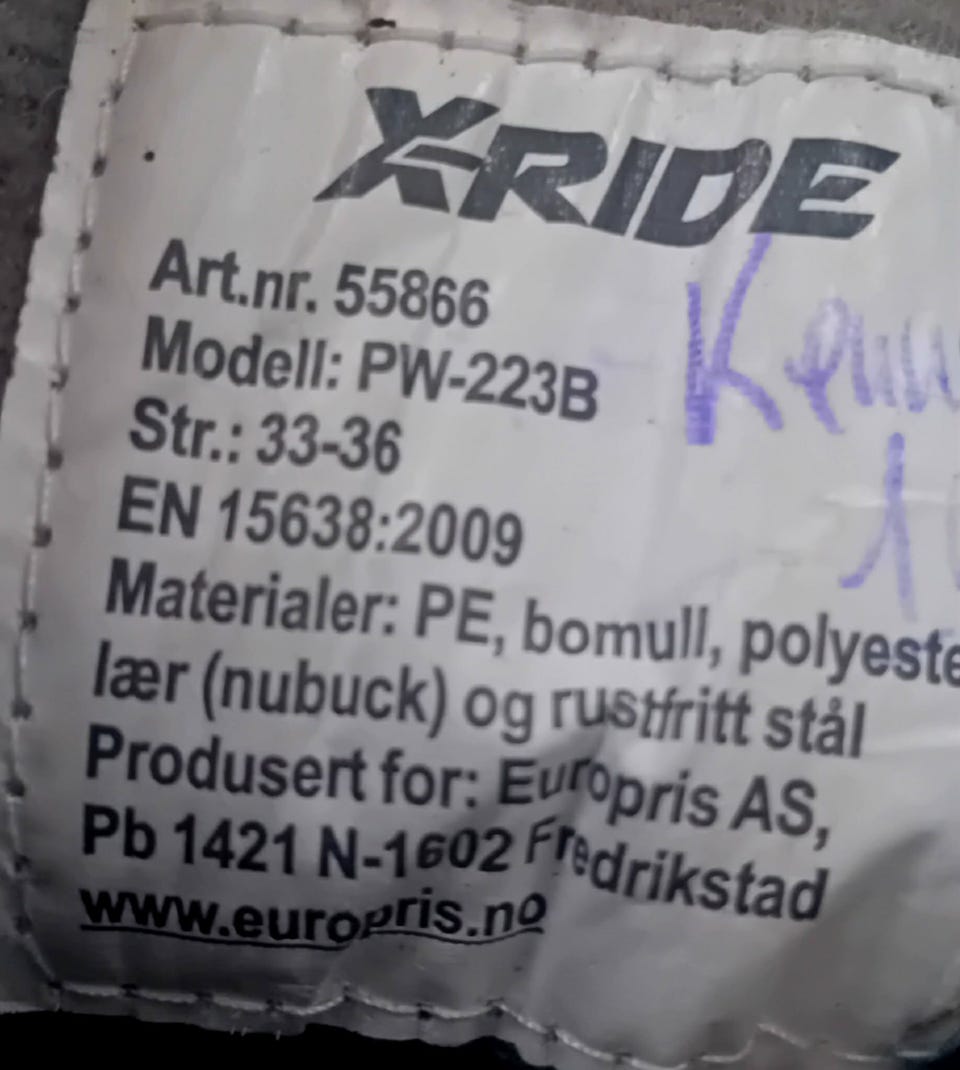 X-RIDE
Art.nr. 55866
Modell: PW-223B
Str.: 33-36
EN 15638:2009
Materialer: PE, bomull, polyeste
lær (nubuck) og rustfritt stål
Produsert for: Europris AS,
Pb 1421 N-1602 Fredrikstad
www.europris.no